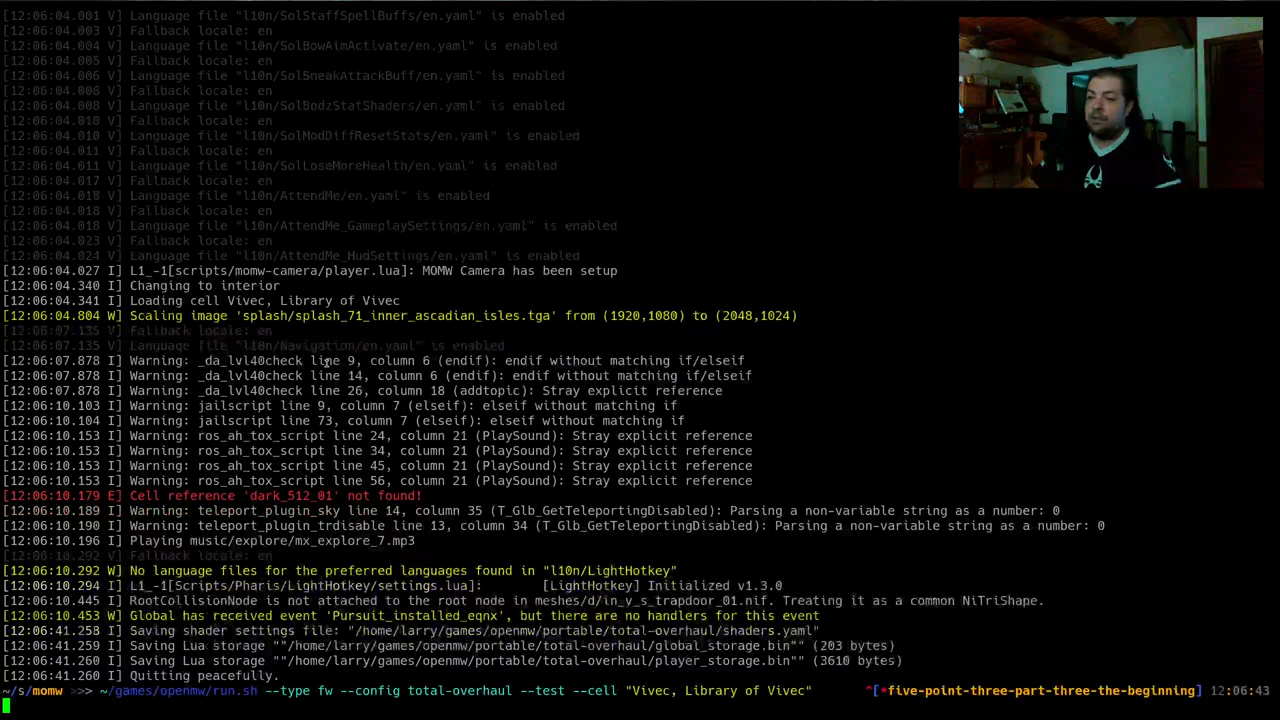 [12:06:04.001 V] Language file "l10n/SolStaffSpellBuffs/en.yaml" is enabled
[12:06:04.003 V] Fallback locale: en
[12:06:04.004 V] Language file "l10n/SolBowAimActivate/en.yaml" is enabled
[12:06:04.005 V] Fallback locale: en
[12:06:04.006 V] Language file "l10n/SolSneakAttackBuff/en.yaml" is enabled
[12:06:04.006 V] Fallback locale: en
[12:06:04.008 V] Language file "l10n/SolBodzStatShaders/en.yaml" is enabled
[12:06:04.010 V] Fallback locale: en
[12:06:04.010 V] Language file "l10n/SolModDiffResetStats/en.yaml" is enabled
[12:06:04.011 V] Fallback locale: en
[12:06:04.011 V] Language file "l10n/SolLoseMoreHealth/en.yaml" is enabled
[12:06:04.017 V] Fallback locale: en
[12:06:04.018 V] Language file "l10n/AttendMe/en.yaml" is enabled
[12:06:04.018 V] Fallback locale: en
[12:06:04.018 V] Language file "l10n/AttendMe_GameplaySettings/en.yaml" is enabled
[12:06:04.023 V] Fallback locale: en
[12:06:04.024 V] Language file "l10n/AttendMe_HudSettings/en.yaml" is enabled
[12:06:04.027 I] L1_-1[scripts/momw-camera/player.lua]: MOMW Camera has been setup
[12:06:04.340 I] Changing to interior
[12:06:04.341 I] Loading cell Vivec, Library of Vivec
[12:06:04.804 W] Scaling image 'splash/splash_71_inner_ascadian_isles.tga' from (1920,1080) to (2048,1024)
[12:06:07.135 V] Fallback locale: en
[12:06:07.135 V] Language file "l10n/Navigation/en.yaml" is enabled
[12:06:07.878 I] Warning: _da_lvl40check line 9, column 6 (endif): endif without matching if/elseif
[12:06:07.878 I] Warning: _da_lvl40check line 14, column 6 (endif): endif without matching if/elseif
[12:06:07.878 I] Warning: _da_lvl40check line 26, column 18 (addtopic): Stray explicit reference
[12:06:10.103 I] Warning: jailscript line 9, column 7 (elseif): elseif without matching if
[12:06:10.104 I] Warning: jailscript line 73, column 7 (elseif): elseif without matching if
[12:06:10.153 I] Warning: ros_ah_tox_script line 24, column 21 (PlaySound): Stray explicit reference
[12:06:10.153 I] Warning: ros_ah_tox_script line 34, column 21 (PlaySound): Stray explicit reference
[12:06:10.153 I] Warning: ros_ah_tox_script line 45, column 21 (PlaySound): Stray explicit reference
[12:06:10.153 I] Warning: ros_ah_tox_script line 56, column 21 (PlaySound): Stray explicit reference
[12:06:10.179 E] Cell reference 'dark_512_01' not found!
[12:06:10.189 I] Warning: teleport_plugin_sky line 14, column 35 (T_Glb_GetTeleportingDisabled): Parsing a non-variable string as a number: 0
[12:06:10.190 I] Warning: teleport_plugin_trdisable line 13, column 34 (T_Glb_GetTeleportingDisabled): Parsing a non-variable string as a number: 0
[12:06:10.196 I] Playing music/explore/mx_explore_7.mp3
[12:06:10.292 V] Fallback locale: en
[12:06:10.292 W] No language files for the preferred languages found in "l10n/LightHotkey"
[12:06:10.294 I] L1_-1[Scripts/Pharis/LightHotkey/settings.lua]:        [LightHotkey] Initialized v1.3.0
[12:06:10.445 I] RootCollisionNode is not attached to the root node in meshes/d/in_v_s_trapdoor_01.nif. Treating it as a common NiTriShape.
[12:06:10.453 W] Global has received event 'Pursuit_installed_eqnx', but there are no handlers for this event
[12:06:41.258 I] Saving shader settings file: "/home/larry/games/openmw/portable/total-overhaul/shaders.yaml"
[12:06:41.259 I] Saving Lua storage ""/home/larry/games/openmw/portable/total-overhaul/global_storage.bin"" (203 bytes)
[12:06:41.260 I] Saving Lua storage ""/home/larry/games/openmw/portable/total-overhaul/player_storage.bin"" (3610 bytes)
[12:06:41.260 I] Quitting peacefully.
~/s/momw >>> ~/games/openmw/run.sh --type fw --config total-overhaul --test --cell "Vivec, Library of Vivec" ^[*five-point-three-part-three-the-beginning] 12:06:43